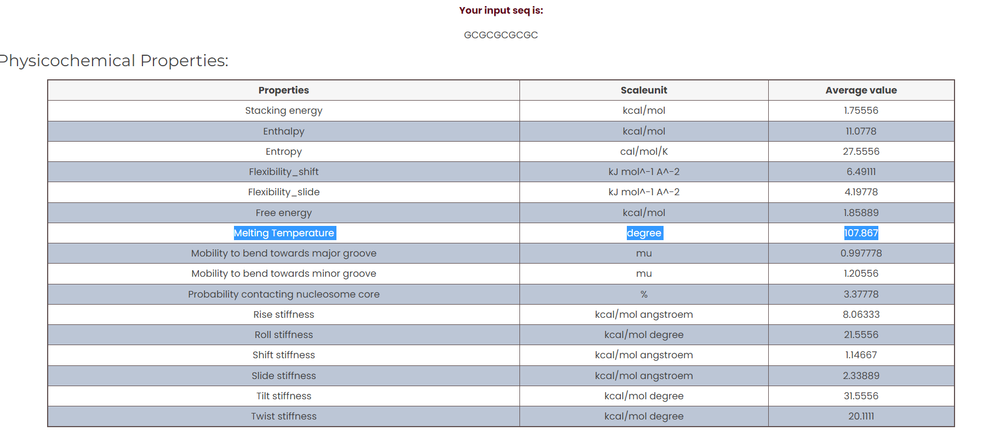 Your input seq is:
GCGCGCGCGC
Physicochemical Properties:
Properties Scaleunit Average value
Stacking energy kcal/mol 1.75556
Enthalpy kcal/mol 11.0778
Entropy cal/mol/K 27.5556
Flexibility_shift kJ mol^-1 A^-2 6.49111
Flexibility_slide kJ mol^-1 A^-2 4.19778
Free energy kcal/mol 1.85889
Melting Temperature degree 107.867
Mobility to bend towards major groove mu 0.997778
Mobility to bend towards minor groove mu 1.20556
Probability contacting nucleosome core % 3.37778
Rise stiffness kcal/mol angstroem 8.06333
Roll stiffness kcal/mol degree 21.5556
Shift stiffness kcal/mol angstroem 1.14667
Slide stiffness kcal/mol angstroem 2.33889
Tilt stiffness kcal/mol degree 31.5556
Twist stiffness kcal/mol degree 20.1111